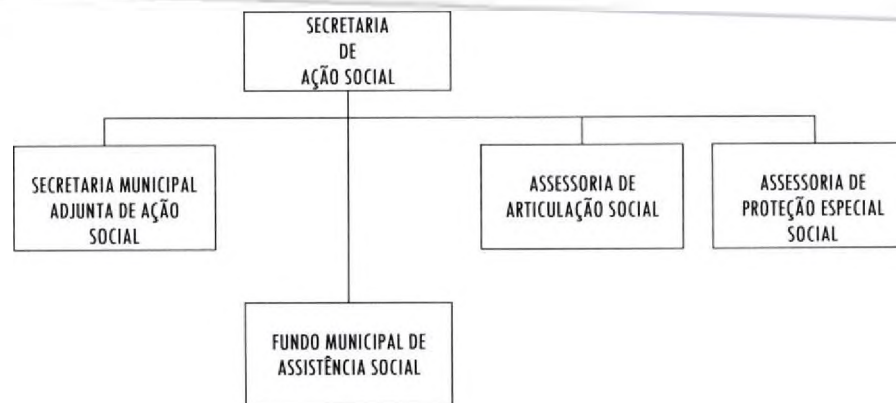 SECRETARIA
DE
AÇÃO SOCIAL
SECRETARIA MUNICIPAL
ADJUNTA DE AÇÃO
SOCIAL
ASSESSORIA DE
ARTICULAÇÃO SOCIAL
ASSESSORIA DE
PROTEÇÃO ESPECIAL
SOCIAL
FUNDO MUNICIPAL DE
ASSISTÊNCIA SOCIAL